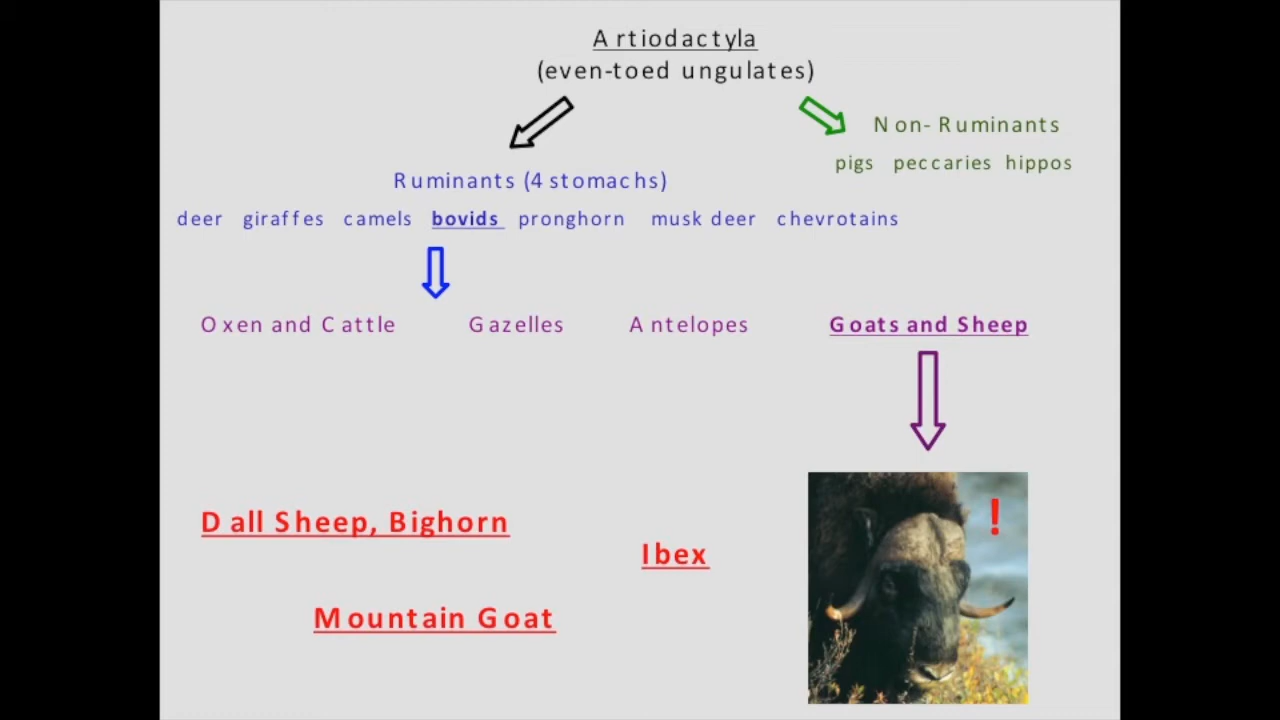 Artiodactyla
(even-toed ungulates)
Non-Ruminants
pigs peccaries hippos
Ruminants (4 stomachs)
deer giraffes camels bovids pronghorn musk deer chevrotains
Oxen and Cattle Gazelles Antelopes Goats and Sheep
!
Dall Sheep, Bighorn
Ibex
Mountain Goat